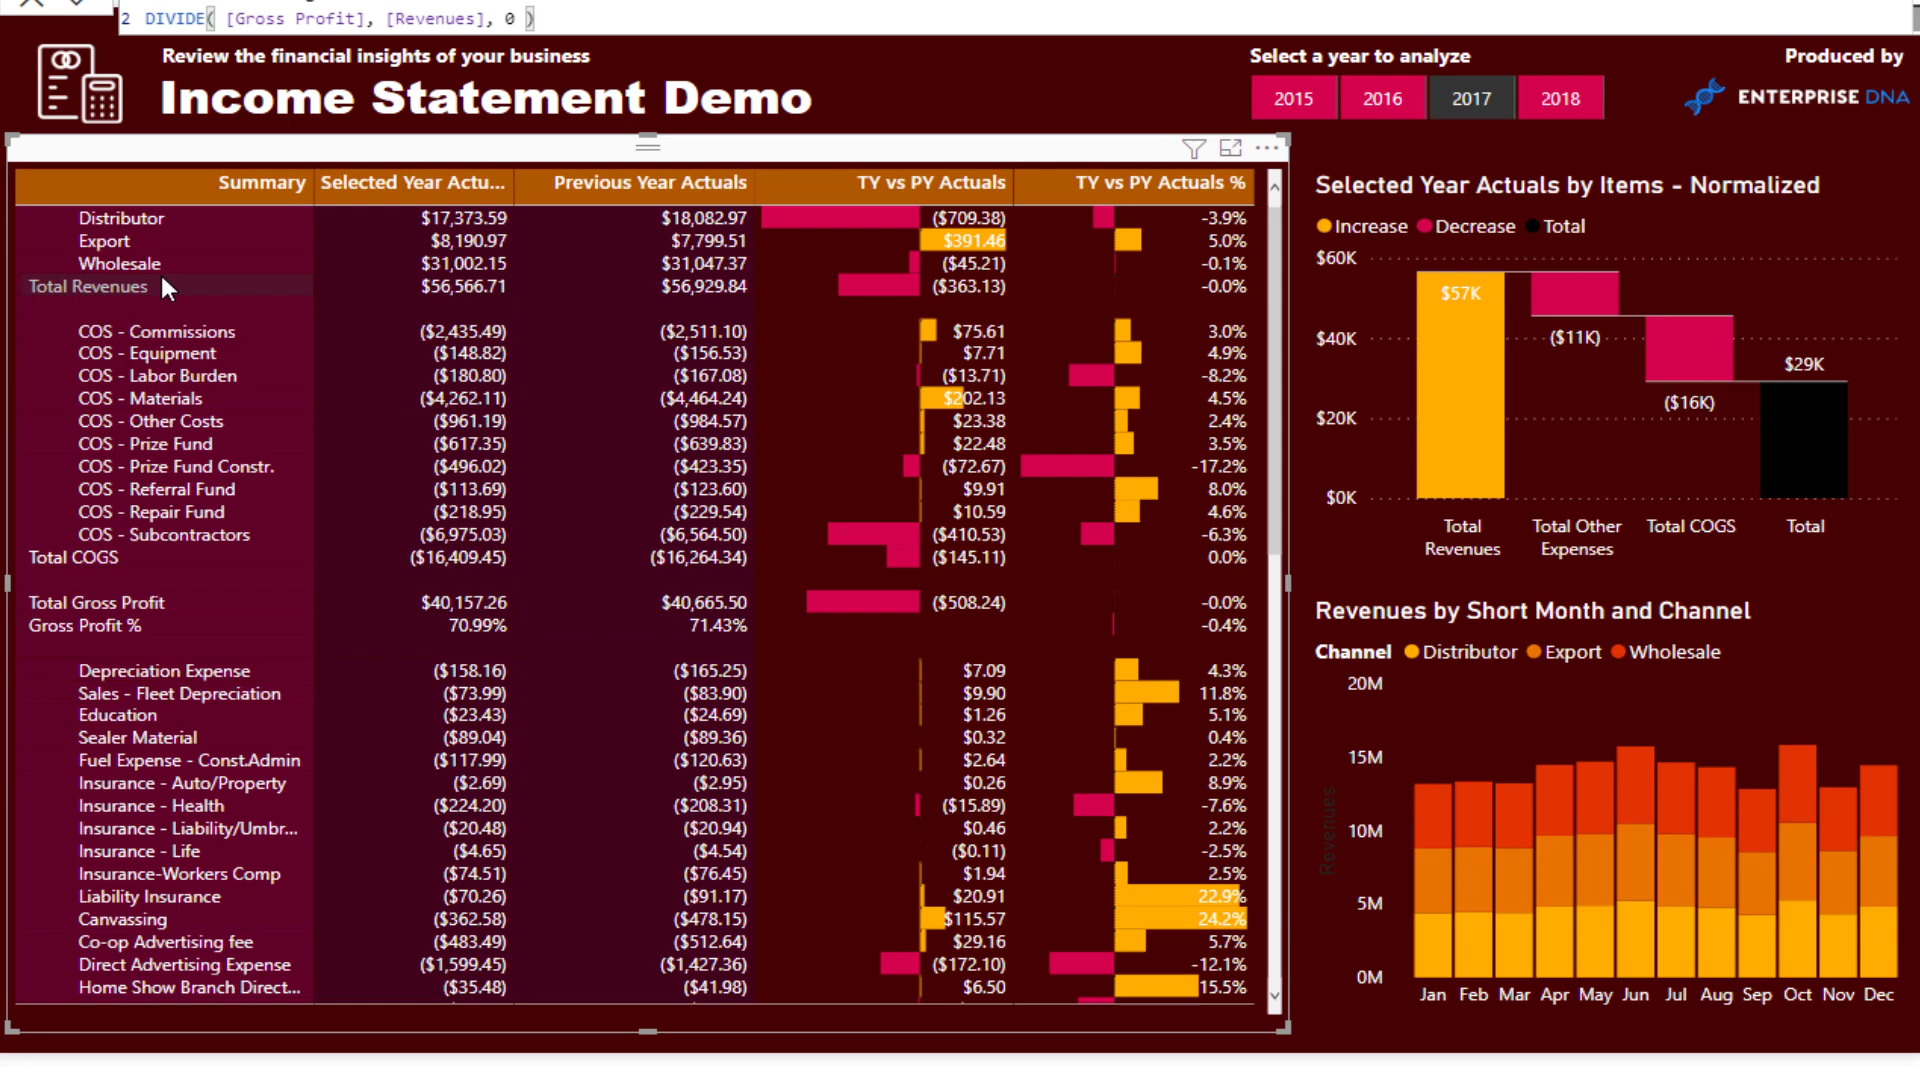 2 DIVIDE( [Gross Profit], [Revenues], 0 )
Review the financial insights of your business
Income Statement Demo
Select a year to analyze
2015 2016 2017 2018
Produced by
ENTERPRISE DNA
Summary Selected Year Actu... Previous Year Actuals TY vs PY Actuals TY vs PY Actuals %
Distributor $17,373.59 $18,082.97 ($709.38) -3.9%
Export $8,190.97 $7,799.51 $391.46 5.0%
Wholesale $31,002.15 $31,047.37 ($45.21) -0.1%
Total Revenues $56,566.71 $56,929.84 ($363.13) -0.0%
COS - Commissions ($2,435.49) ($2,511.10) $75.61 3.0%
COS - Equipment ($148.82) ($156.53) $7.71 4.9%
COS - Labor Burden ($180.80) ($167.08) ($13.71) -8.2%
COS - Materials ($4,262.11) ($4,464.24) $202.13 4.5%
COS - Other Costs ($961.19) ($984.57) $23.38 2.4%
COS - Prize Fund ($617.35) ($639.83) $22.48 3.5%
COS - Prize Fund Constr. ($496.02) ($423.35) ($72.67) -17.2%
COS - Referral Fund ($113.69) ($123.60) $9.91 8.0%
COS - Repair Fund ($218.95) ($229.54) $10.59 4.6%
COS - Subcontractors ($6,975.03) ($6,564.50) ($410.53) -6.3%
Total COGS ($16,409.45) ($16,264.34) ($145.11) 0.0%
Total Gross Profit $40,157.26 $40,665.50 ($508.24) -0.0%
Gross Profit % 70.99% 71.43% -0.4%
Depreciation Expense ($158.16) ($165.25) $7.09 4.3%
Sales - Fleet Depreciation ($73.99) ($83.90) $9.90 11.8%
Education ($23.43) ($24.69) $1.26 5.1%
Sealer Material ($89.04) ($89.36) $0.32 0.4%
Fuel Expense - Const.Admin ($117.99) ($120.63) $2.64 2.2%
Insurance - Auto/Property ($2.69) ($2.95) $0.26 8.9%
Insurance - Health ($224.20) ($208.31) ($15.89) -7.6%
Insurance - Liability/Umbr... ($20.48) ($20.94) $0.46 2.2%
Insurance - Life ($4.65) ($4.54) ($0.11) -2.5%
Insurance-Workers Comp ($74.51) ($76.45) $1.94 2.5%
Liability Insurance ($70.26) ($91.17) $20.91 22.9%
Canvassing ($362.58) ($478.15) $115.57 24.2%
Co-op Advertising fee ($483.49) ($512.64) $29.16 5.7%
Direct Advertising Expense ($1,599.45) ($1,427.36) ($172.10) -12.1%
Home Show Branch Direct... ($35.48) ($41.98) $6.50 15.5%
Selected Year Actuals by Items - Normalized
Increase Decrease Total
$60K
$57K
$40K
($11K)
$29K
($16K)
$20K
$0K
Total Revenues
Total Other Expenses
Total COGS
Total
Revenues by Short Month and Channel
Channel Distributor Export Wholesale
20M
15M
10M
5M
0M
Revenues
Jan Feb Mar Apr May Jun Jul Aug Sep Oct Nov Dec